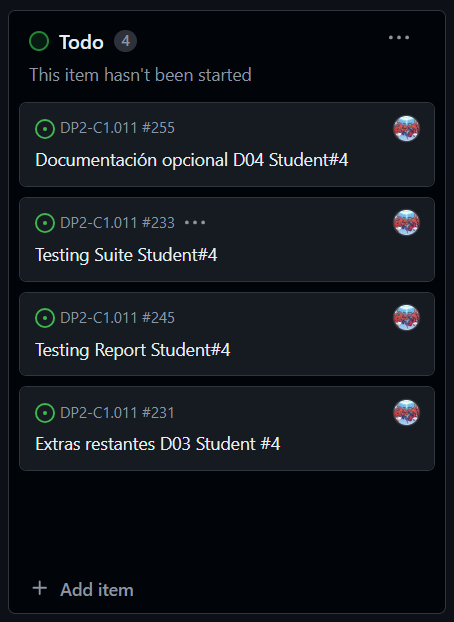 Todo 4
This item hasn't been started
DP2-C1.011 #255
Documentación opcional D04 Student#4
DP2-C1.011 #233
Testing Suite Student#4
DP2-C1.011 #245
Testing Report Student#4
DP2-C1.011 #231
Extras restantes D03 Student #4
Add item